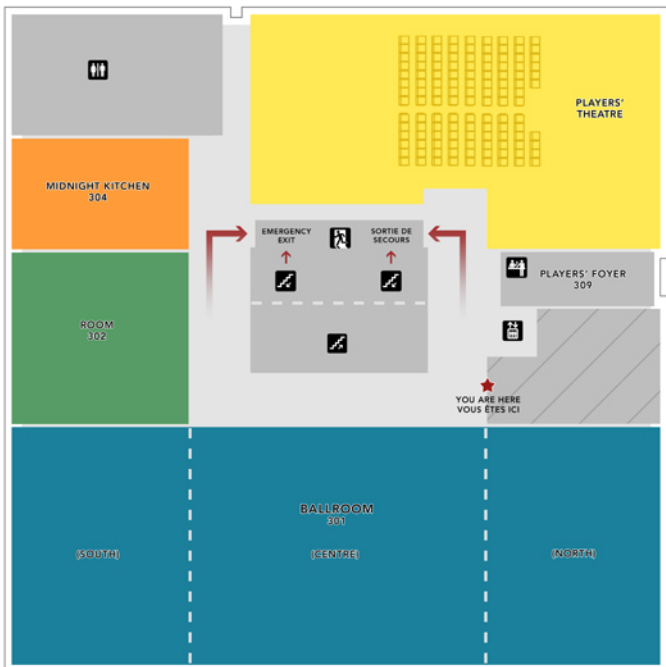 PLAYERS'
THEATRE
MIDNIGHT KITCHEN
304
EMERGENCY
EXIT
SORTIE DE
SECOURS
PLAYERS' FOYER
309
ROOM
302
YOU ARE HERE
VOUS ÊTES ICI
BALLROOM
301
(SOUTH)
(CENTRE)
(NORTH)